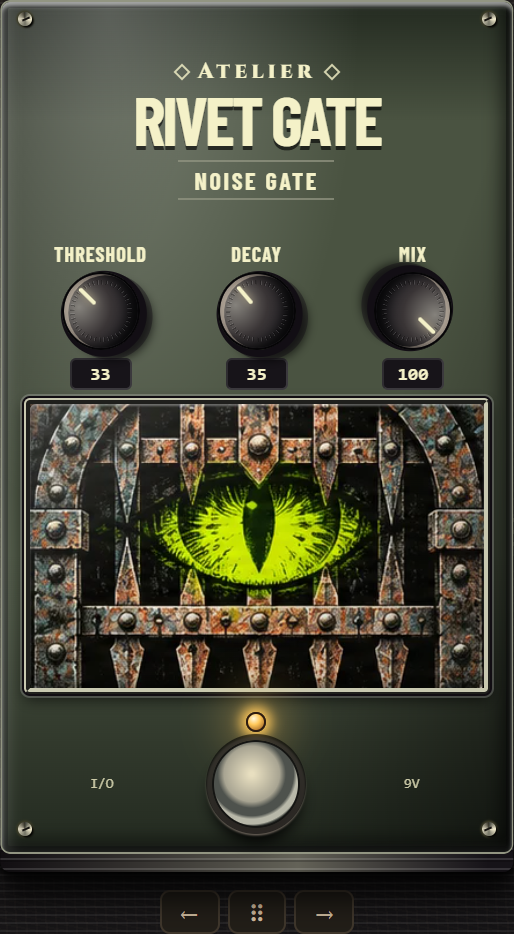 ◇ ATELIER ◇
RIVET GATE
NOISE GATE
THRESHOLD DECAY MIX
33 35 100
I/O 9V
← ⠿ →